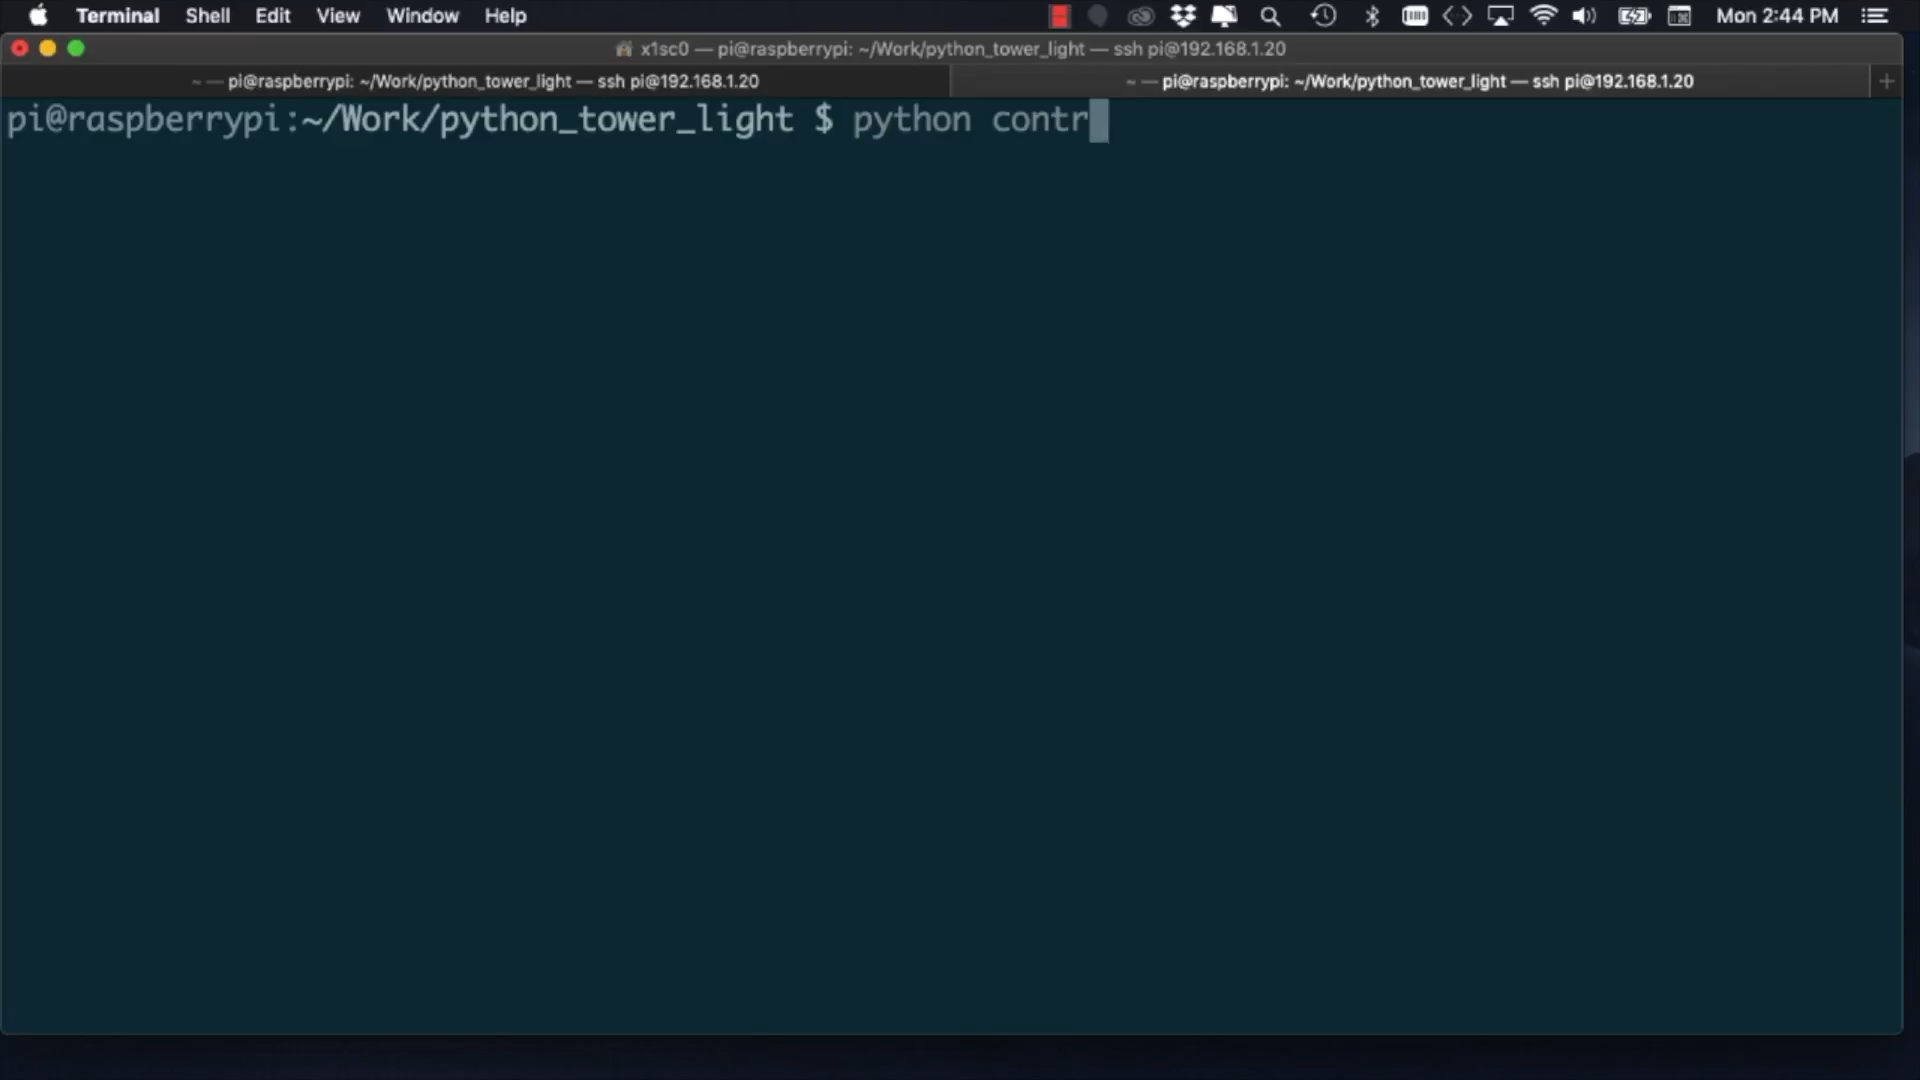 Terminal Shell Edit View Window Help Mon 2:44 PM
x1sc0 — pi@raspberrypi: ~/Work/python_tower_light — ssh pi@192.168.1.20
~ — pi@raspberrypi: ~/Work/python_tower_light — ssh pi@192.168.1.20
~ — pi@raspberrypi: ~/Work/python_tower_light — ssh pi@192.168.1.20
pi@raspberrypi:~/Work/python_tower_light $ python contr